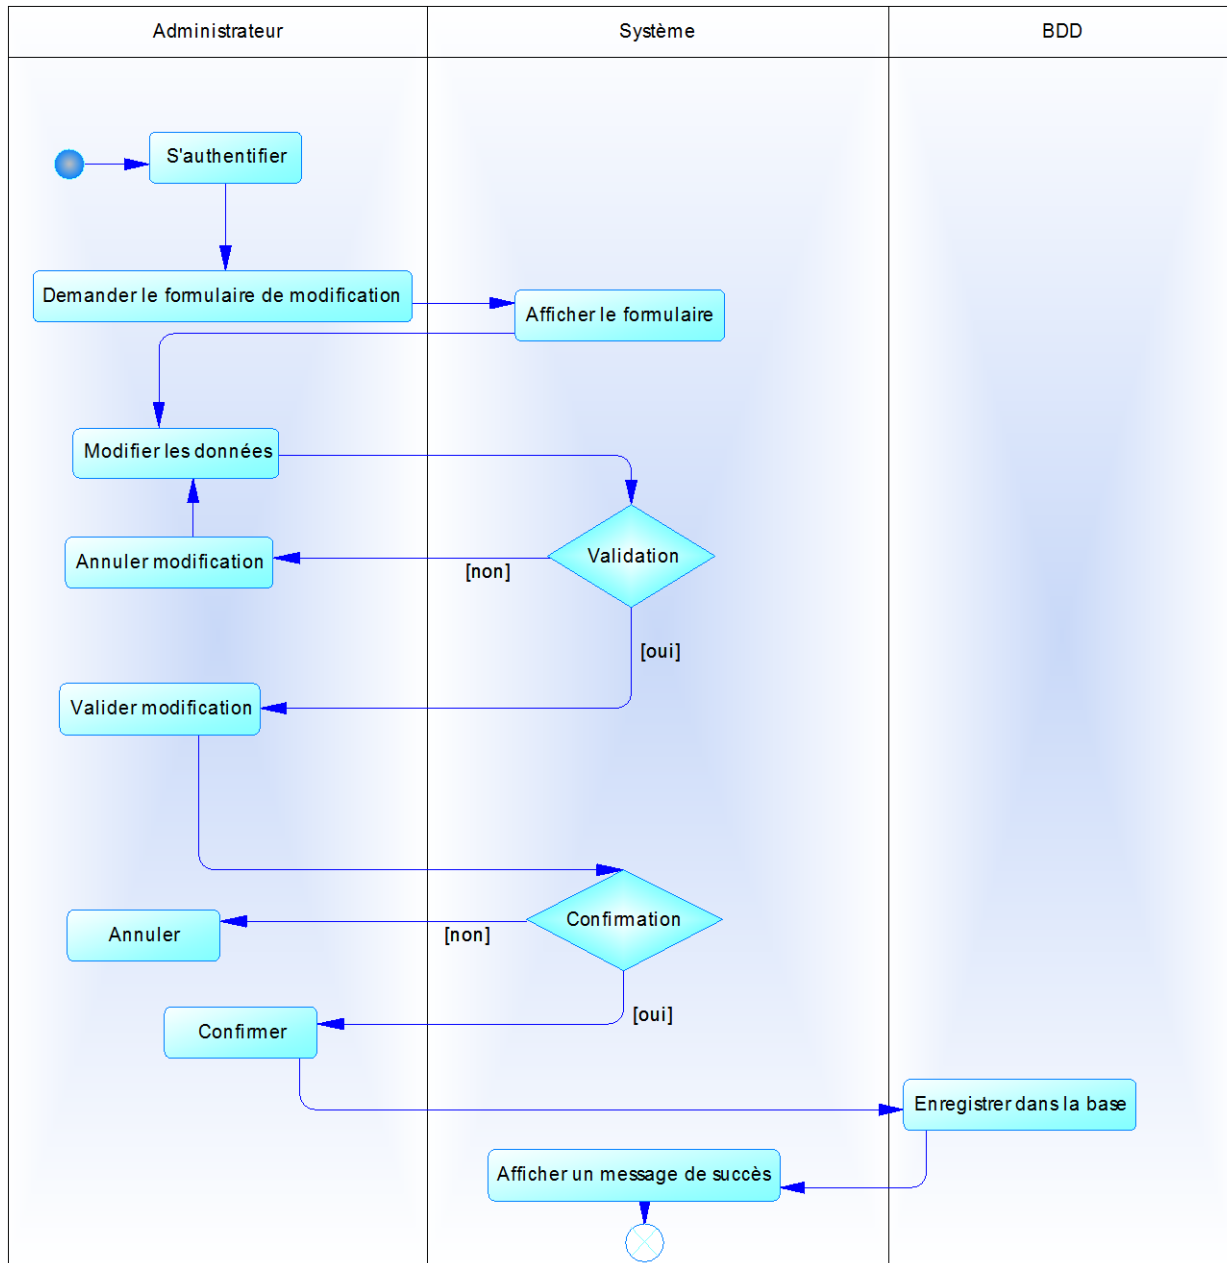 Administrateur
Système
BDD
S'authentifier
Demander le formulaire de modification
Afficher le formulaire
Modifier les données
Validation
Annuler modification
[non]
[oui]
Valider modification
Confirmation
Annuler
[non]
[oui]
Confirmer
Enregistrer dans la base
Afficher un message de succès